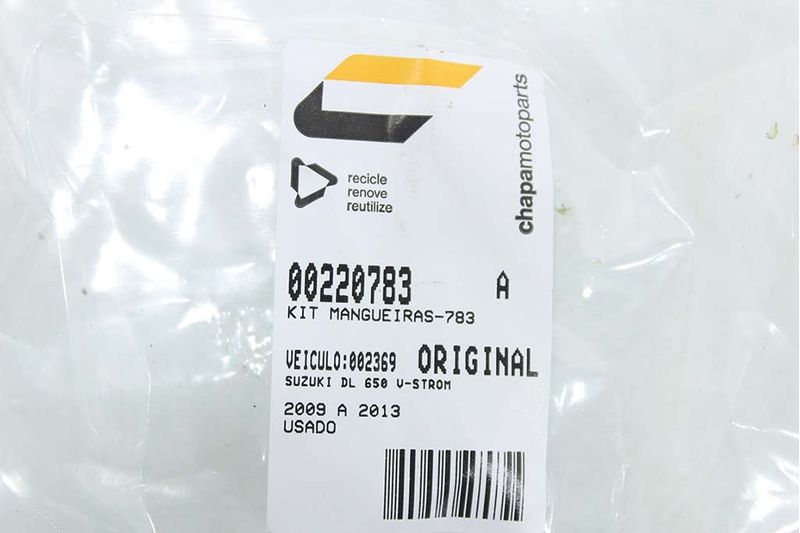 recicle
renove
reutilize
chapamotoparts
00220783 A
KIT MANGUEIRAS-783
VEICULO:002369 ORIGINAL
SUZUKI DL 650 V-STROM
2009 A 2013
USADO